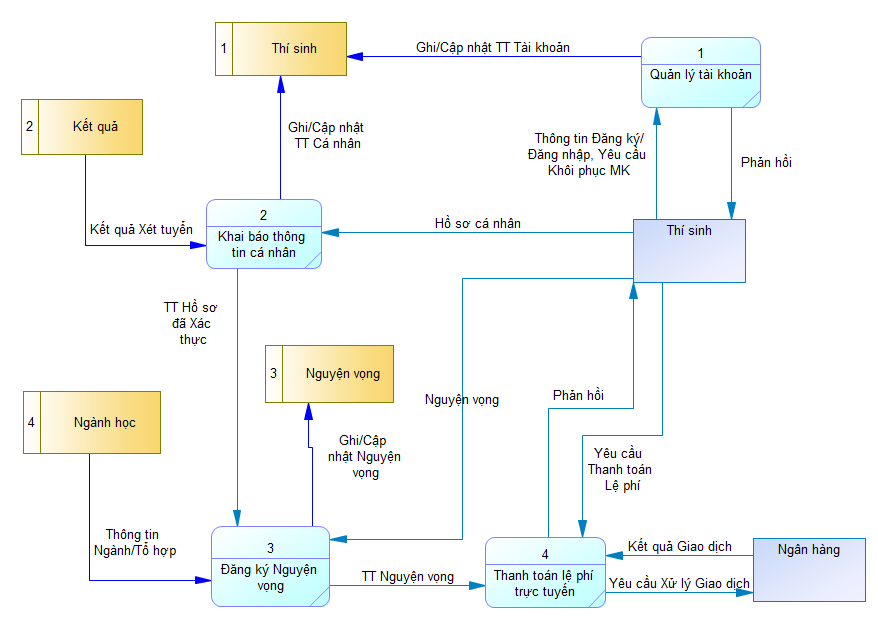 1
Thí sinh
Ghi/Cập nhật TT Tài khoản
1
Quản lý tài khoản
2
Kết quả
Ghi/Cập nhật
TT Cá nhân
Thông tin Đăng ký/
Đăng nhập, Yêu cầu
Khôi phục MK
Phản hồi
Kết quả Xét tuyển
2
Khai báo thông
tin cá nhân
Hồ sơ cá nhân
Thí sinh
TT Hồ sơ
đã Xác
thực
3
Nguyện vọng
Nguyện vọng
Phản hồi
4
Ngành học
Ghi/Cập
nhật Nguyện
vọng
Yêu cầu
Thanh toán
Lệ phí
Thông tin
Ngành/Tổ hợp
3
Đăng ký Nguyện
vọng
TT Nguyện vọng
4
Thanh toán lệ phí
trực tuyến
Kết quả Giao dịch
Yêu cầu Xử lý Giao dịch
Ngân hàng